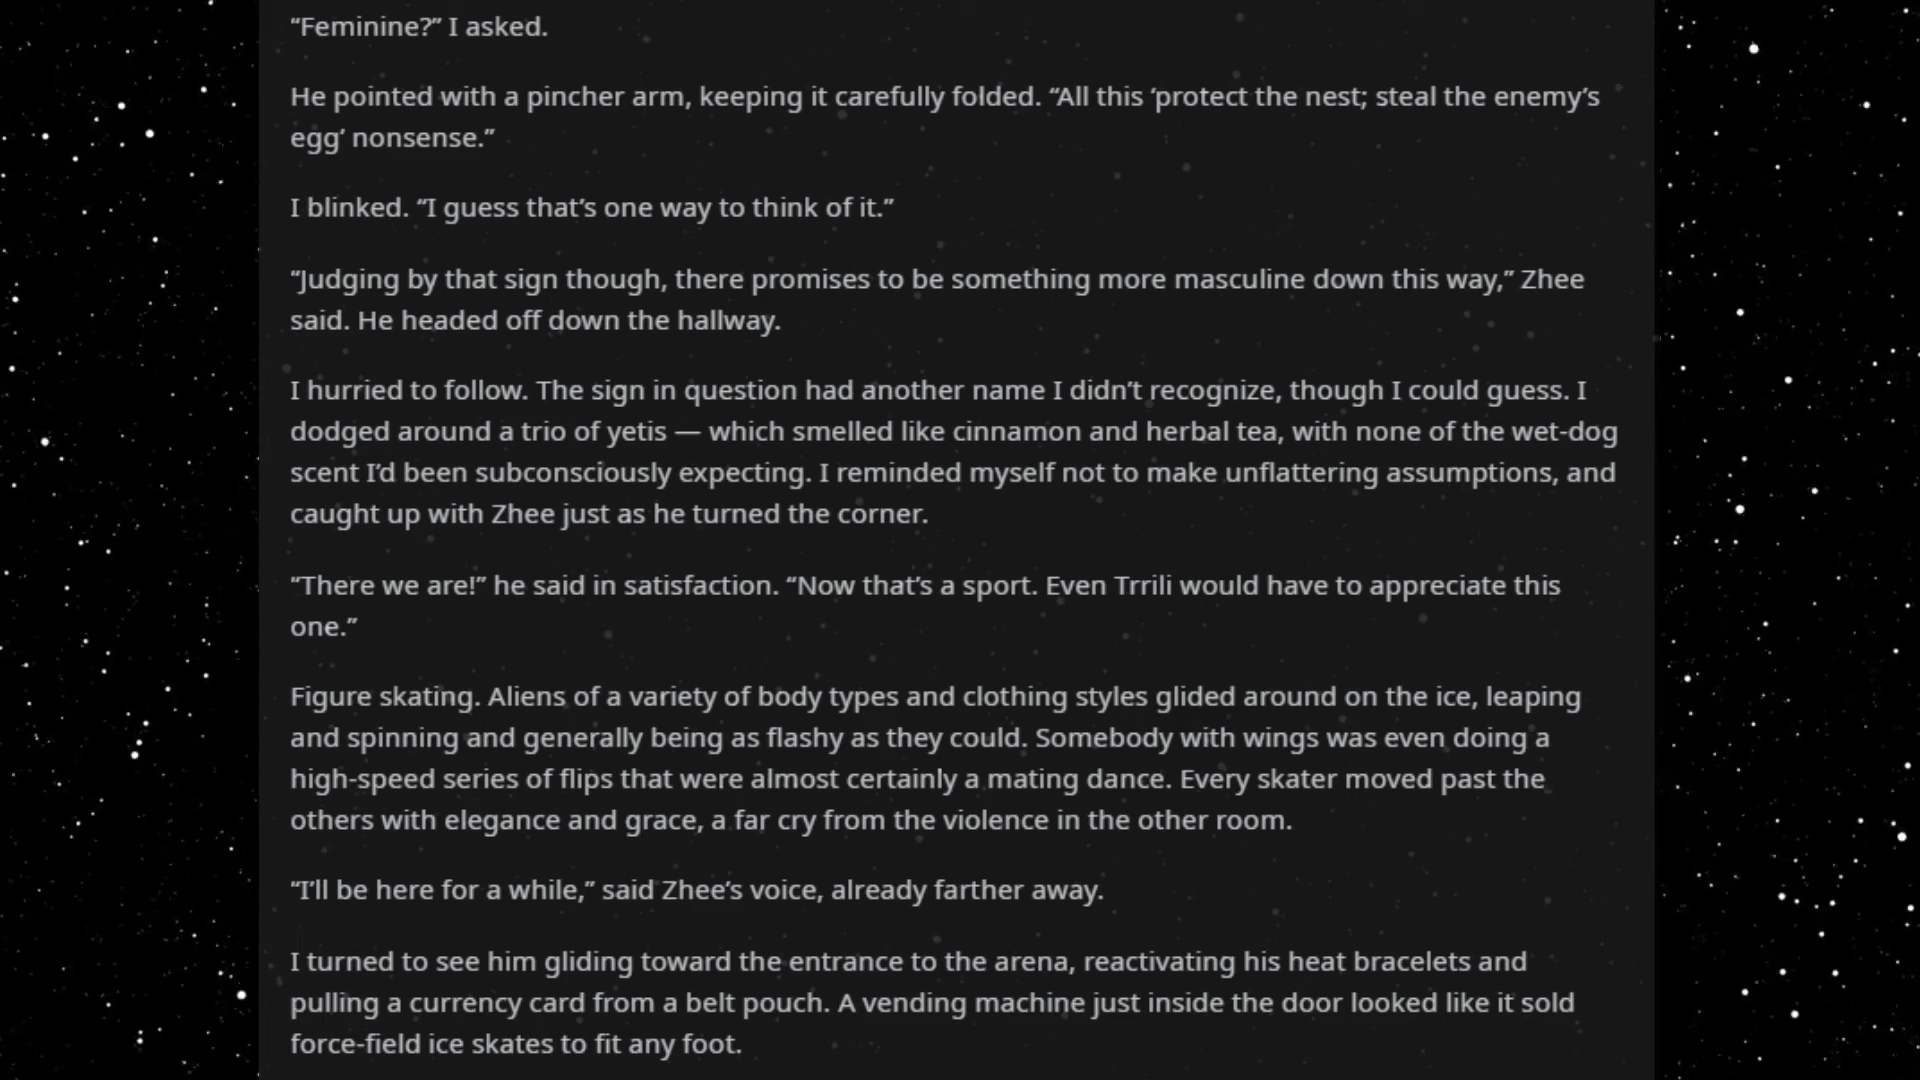 “Feminine?” I asked.
He pointed with a pincher arm, keeping it carefully folded. “All this ‘protect the nest; steal the enemy’s
egg’ nonsense.”
I blinked. “I guess that’s one way to think of it.”
“Judging by that sign though, there promises to be something more masculine down this way,” Zhee
said. He headed off down the hallway.
I hurried to follow. The sign in question had another name I didn’t recognize, though I could guess. I
dodged around a trio of yetis — which smelled like cinnamon and herbal tea, with none of the wet-dog
scent I’d been subconsciously expecting. I reminded myself not to make unflattering assumptions, and
caught up with Zhee just as he turned the corner.
“There we are!” he said in satisfaction. “Now that’s a sport. Even Trrili would have to appreciate this
one.”
Figure skating. Aliens of a variety of body types and clothing styles glided around on the ice, leaping
and spinning and generally being as flashy as they could. Somebody with wings was even doing a
high-speed series of flips that were almost certainly a mating dance. Every skater moved past the
others with elegance and grace, a far cry from the violence in the other room.
“I’ll be here for a while,” said Zhee’s voice, already farther away.
I turned to see him gliding toward the entrance to the arena, reactivating his heat bracelets and
pulling a currency card from a belt pouch. A vending machine just inside the door looked like it sold
force-field ice skates to fit any foot.